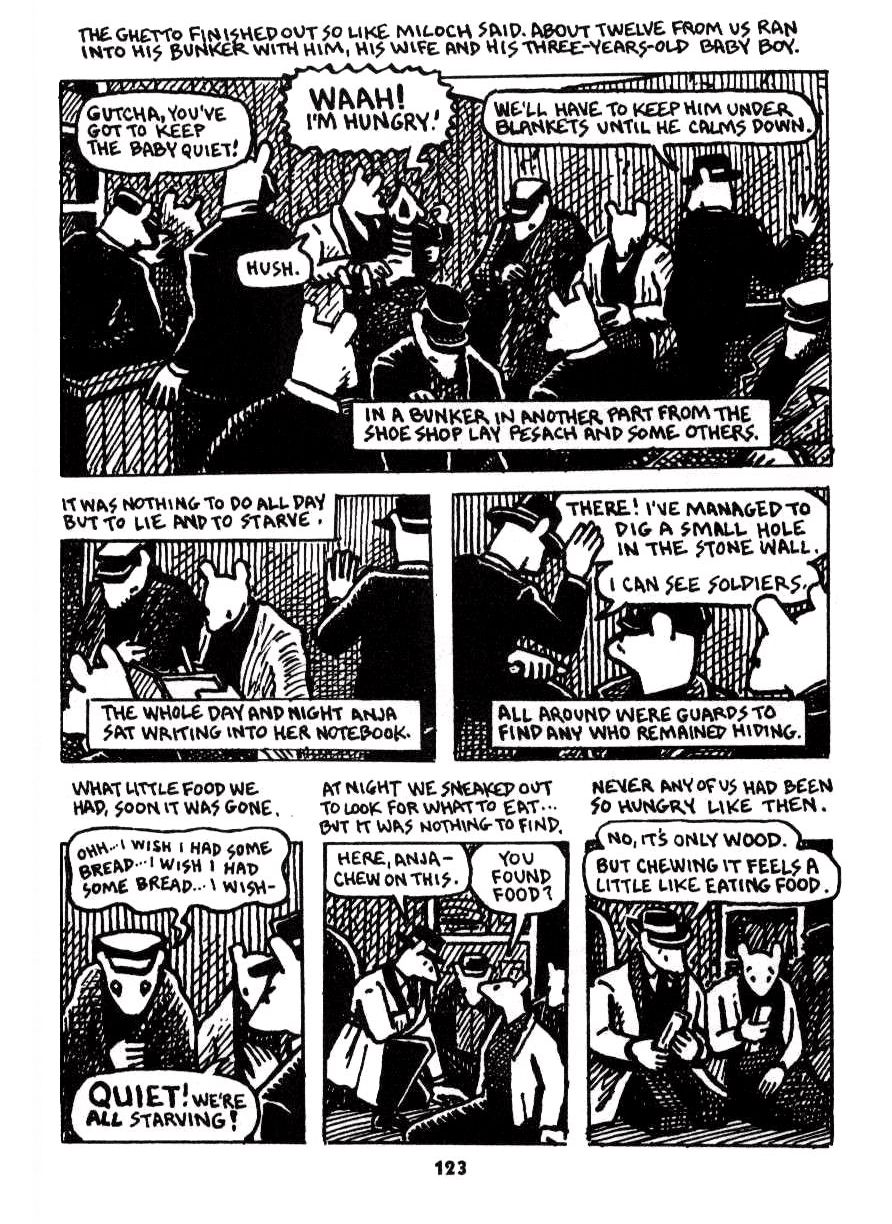 THE GHETTO FINISHED OUT SO LIKE MILOCH SAID. ABOUT TWELVE FROM US RAN
INTO HIS BUNKER WITH HIM, HIS WIFE AND HIS THREE-YEARS-OLD BABY BOY.
GUTCHA, YOU'VE
GOT TO KEEP
THE BABY QUIET!
WAAH!
I'M HUNGRY!
WE'LL HAVE TO KEEP HIM UNDER
BLANKETS UNTIL HE CALMS DOWN.
HUSH.
IN A BUNKER IN ANOTHER PART FROM THE
SHOE SHOP LAY PESACH AND SOME OTHERS.
IT WAS NOTHING TO DO ALL DAY
BUT TO LIE AND TO STARVE.
THE WHOLE DAY AND NIGHT ANJA
SAT WRITING INTO HER NOTEBOOK.
THERE! I'VE MANAGED TO
DIG A SMALL HOLE
IN THE STONE WALL.
I CAN SEE SOLDIERS.
ALL AROUND WERE GUARDS TO
FIND ANY WHO REMAINED HIDING.
WHAT LITTLE FOOD WE
HAD, SOON IT WAS GONE.
OHH...I WISH I HAD SOME
BREAD...I WISH I HAD
SOME BREAD...I WISH-
QUIET! WE'RE
ALL STARVING!
AT NIGHT WE SNEAKED OUT
TO LOOK FOR WHAT TO EAT...
BUT IT WAS NOTHING TO FIND.
HERE, ANJA-
CHEW ON THIS.
YOU
FOUND
FOOD?
NEVER ANY OF US HAD BEEN
SO HUNGRY LIKE THEN.
NO, IT'S ONLY WOOD.
BUT CHEWING IT FEELS A
LITTLE LIKE EATING FOOD.
123